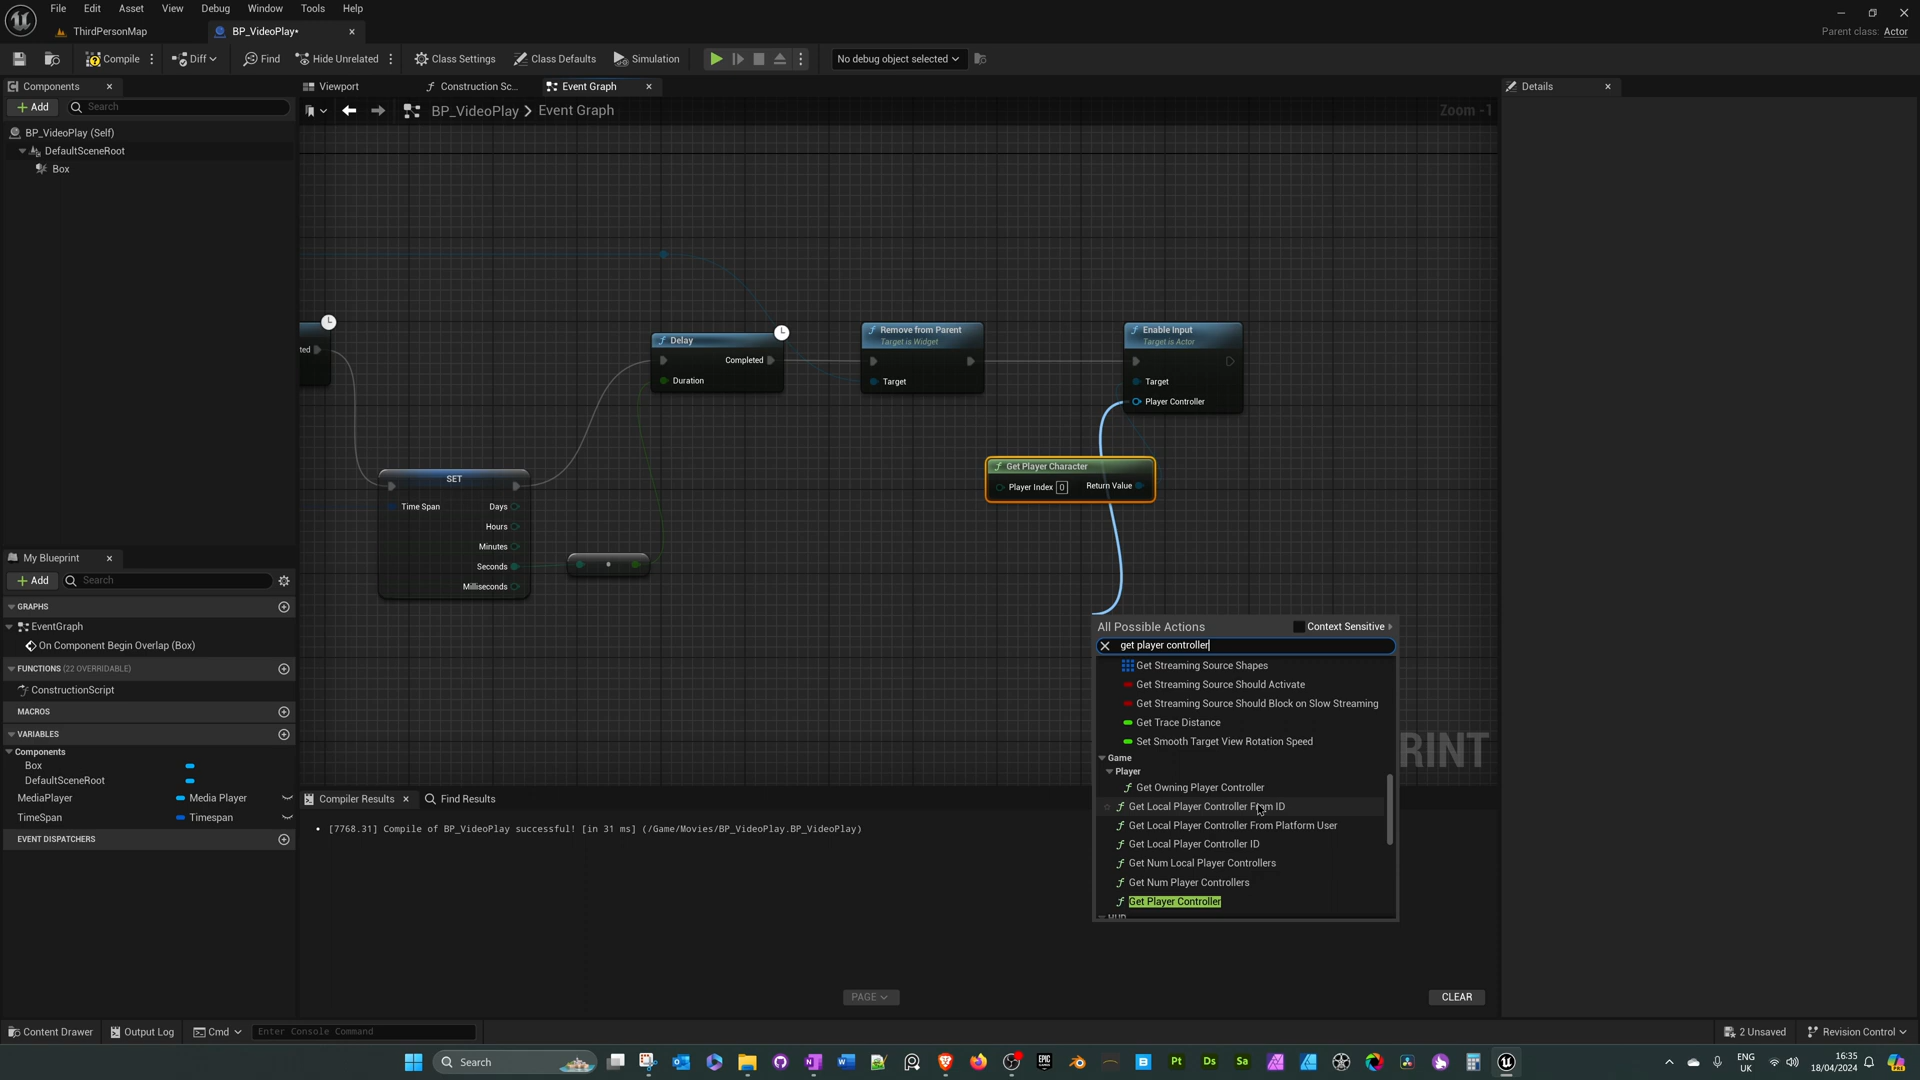 File Edit Asset View Debug Window Tools Help
ThirdPersonMap
BP_VideoPlay*
Parent class: Actor
Compile
Diff
Find
Hide Unrelated
Class Settings
Class Defaults
Simulation
No debug object selected
Components
Add
Search
BP_VideoPlay (Self)
DefaultSceneRoot
Box
Viewport
Construction Sc...
Event Graph
BP_VideoPlay > Event Graph
Zoom -1
Details
ted
SET
Time Span
Days
Hours
Minutes
Seconds
Milliseconds
Delay
Completed
Duration
Remove from Parent
Target is Widget
Target
Enable Input
Target is Actor
Target
Player Controller
Get Player Character
Player Index 0
Return Value
All Possible Actions
Context Sensitive
get player controller
Get Streaming Source Shapes
Get Streaming Source Should Activate
Get Streaming Source Should Block on Slow Streaming
Get Trace Distance
Set Smooth Target View Rotation Speed
Game
Player
Get Owning Player Controller
Get Local Player Controller From ID
Get Local Player Controller From Platform User
Get Local Player Controller ID
Get Num Local Player Controllers
Get Num Player Controllers
Get Player Controller
HUD
RINT
My Blueprint
Add
Search
GRAPHS
EventGraph
On Component Begin Overlap (Box)
FUNCTIONS (22 OVERRIDABLE)
ConstructionScript
MACROS
VARIABLES
Components
Box
DefaultSceneRoot
MediaPlayer Media Player
TimeSpan Timespan
EVENT DISPATCHERS
Compiler Results
Find Results
[7768.31] Compile of BP_VideoPlay successful! [in 31 ms] (/Game/Movies/BP_VideoPlay.BP_VideoPlay)
PAGE
CLEAR
Content Drawer
Output Log
Cmd
Enter Console Command
2 Unsaved
Revision Control
Search
Pt
Ds
Sa
ENG
UK
16:35
18/04/2024